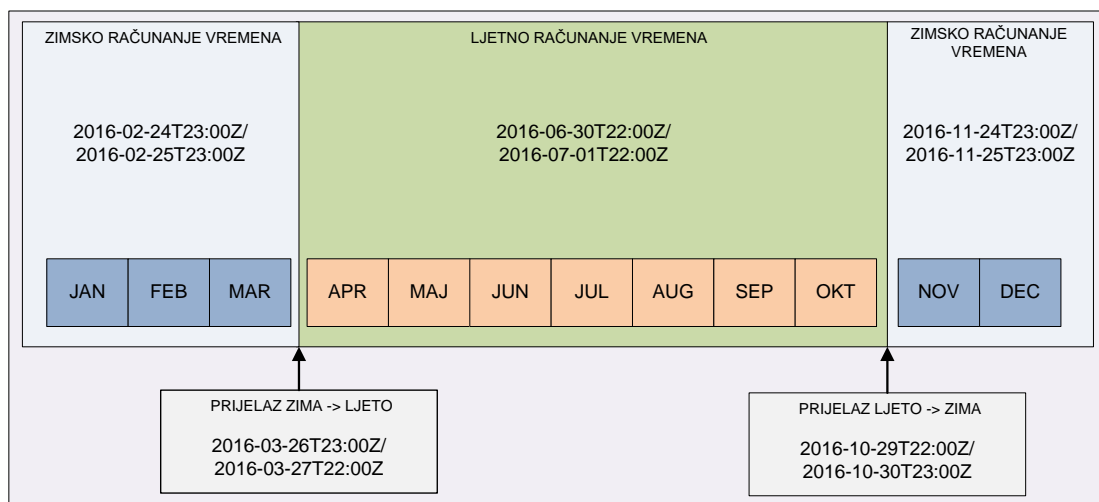 ZIMSKO RAČUNANJE VREMENA
LJETNO RAČUNANJE VREMENA
ZIMSKO RAČUNANJE
VREMENA
2016-02-24T23:00Z/
2016-02-25T23:00Z
2016-06-30T22:00Z/
2016-07-01T22:00Z
2016-11-24T23:00Z/
2016-11-25T23:00Z
JAN
FEB
MAR
APR
MAJ
JUN
JUL
AUG
SEP
OKT
NOV
DEC
PRIJELAZ ZIMA -> LJETO
2016-03-26T23:00Z/
2016-03-27T22:00Z
PRIJELAZ LJETO -> ZIMA
2016-10-29T22:00Z/
2016-10-30T23:00Z